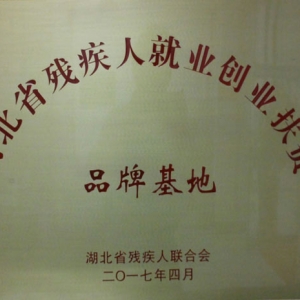 北省残疾人就业创业扶
品牌基地
湖北省残疾人联合会
二〇一七年四月